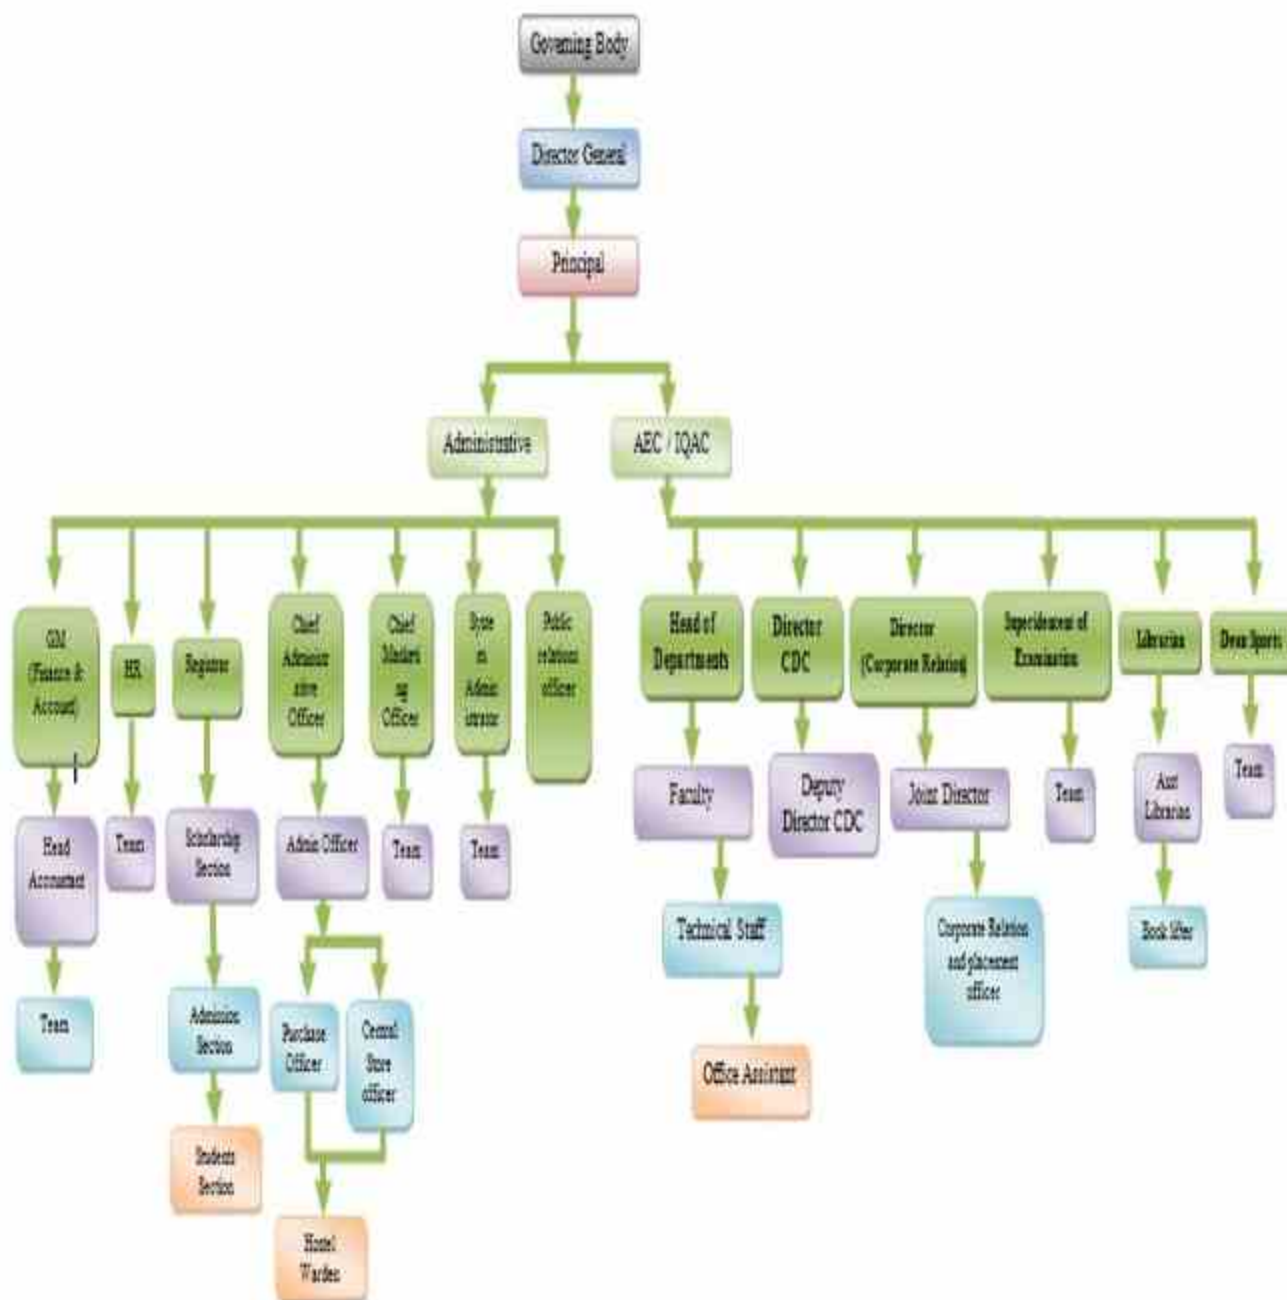 Governing Body
Director General
Principal
Administrative
AEC / IQAC
GM
(Finance &
Account)
HR
Registrar
Chief
Administr
ative
Officer
Chief
Marketi
ng
Officer
Syste
m
Admin
istrator
Public
relations
officer
Head of
Departments
Director
CDC
Director
(Corporate Relation)
of
Examination
Librarian
Dean Sports
Head
Accountant
Team
Scholarship
Section
Admin Officer
Team
Team
Faculty
Deputy
Director CDC
Joint Director
Team
Asst
Librarian
Team
Team
Admission
Section
Purchase
Officer
Central
Store
officer
Technical Staff
Corporate Relation
and placement
officer
Book lifter
Students
Section
Office Assistant
Hostel
Warden